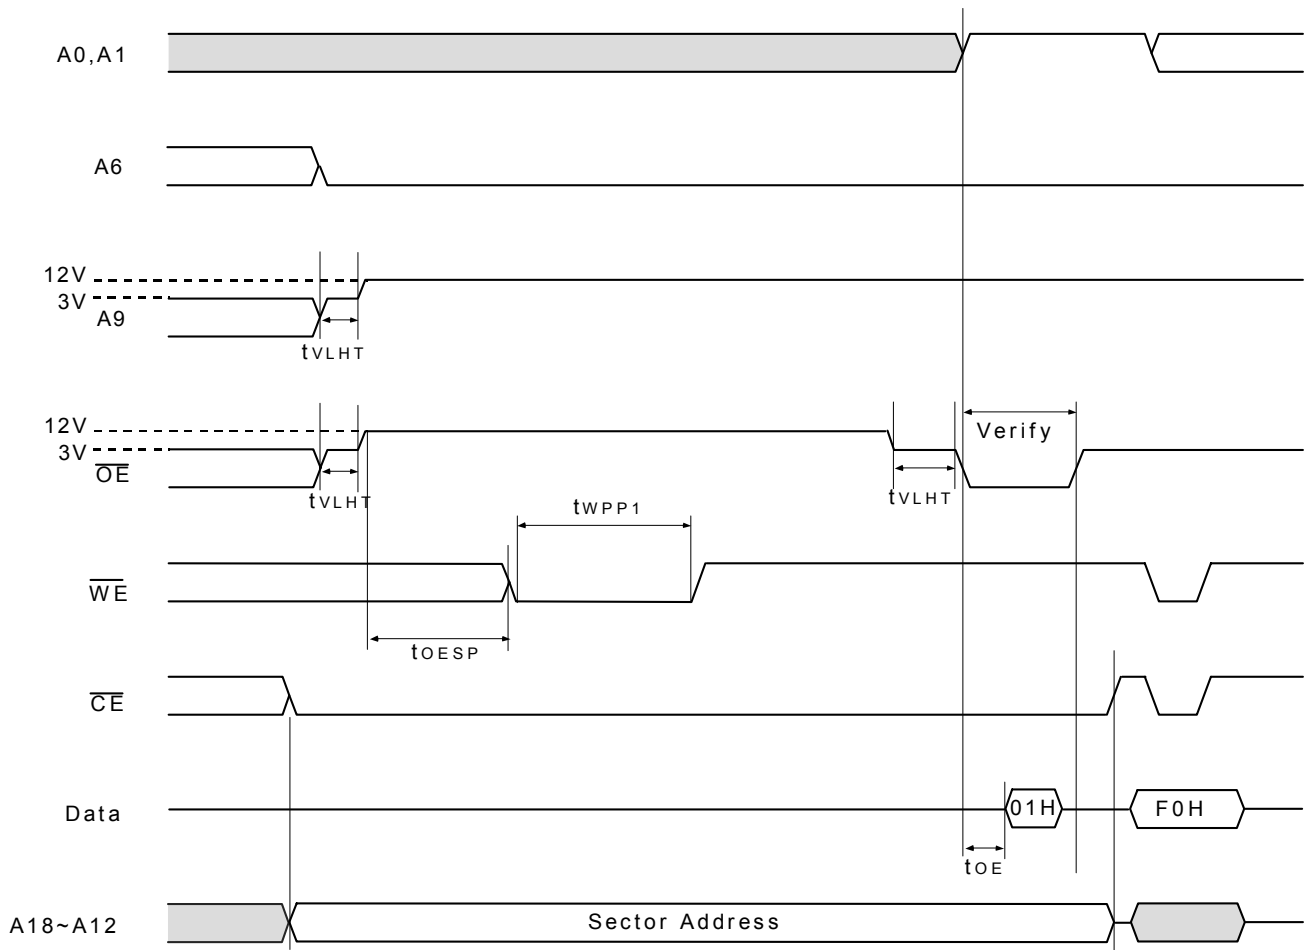 A0,A1
A6
12V
3V
A9
tVLHT
12V
3V
OE
tVLHT
tVLHT
Verify
tWPP1
WE
tOESP
CE
Data
01H
F0H
tOE
A18~A12
Sector Address